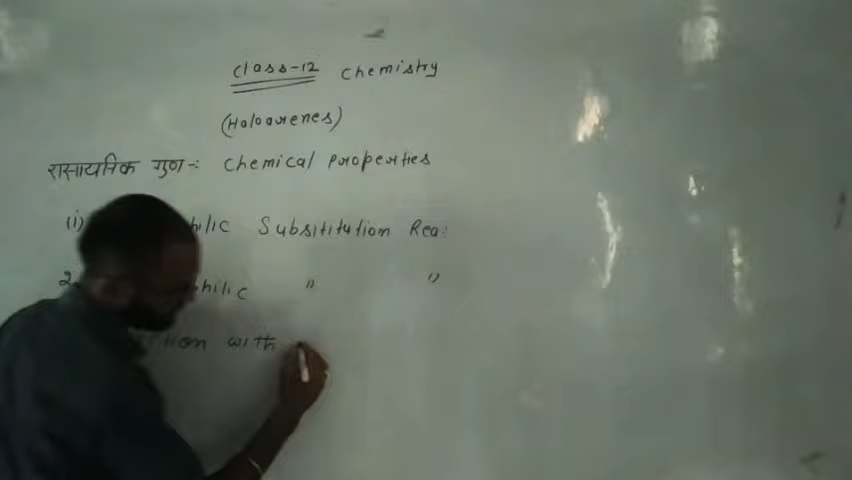 Class-12 Chemistry
(Haloarenes)
रासायनिक गुण :- Chemical Properties
(i) philic Substitution Rea:
2 philic " "
tion with